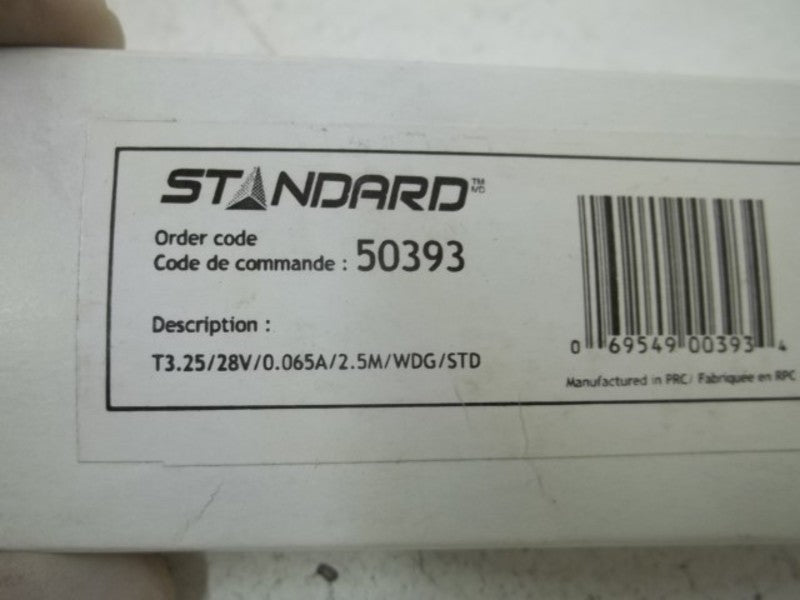 STANDARD™ MD
Order code
Code de commande : 50393
Description :
T3.25/28V/0.065A/2.5M/WDG/STD
0 69549 00393 4
Manufactured in PRC/ Fabriquée en RPC